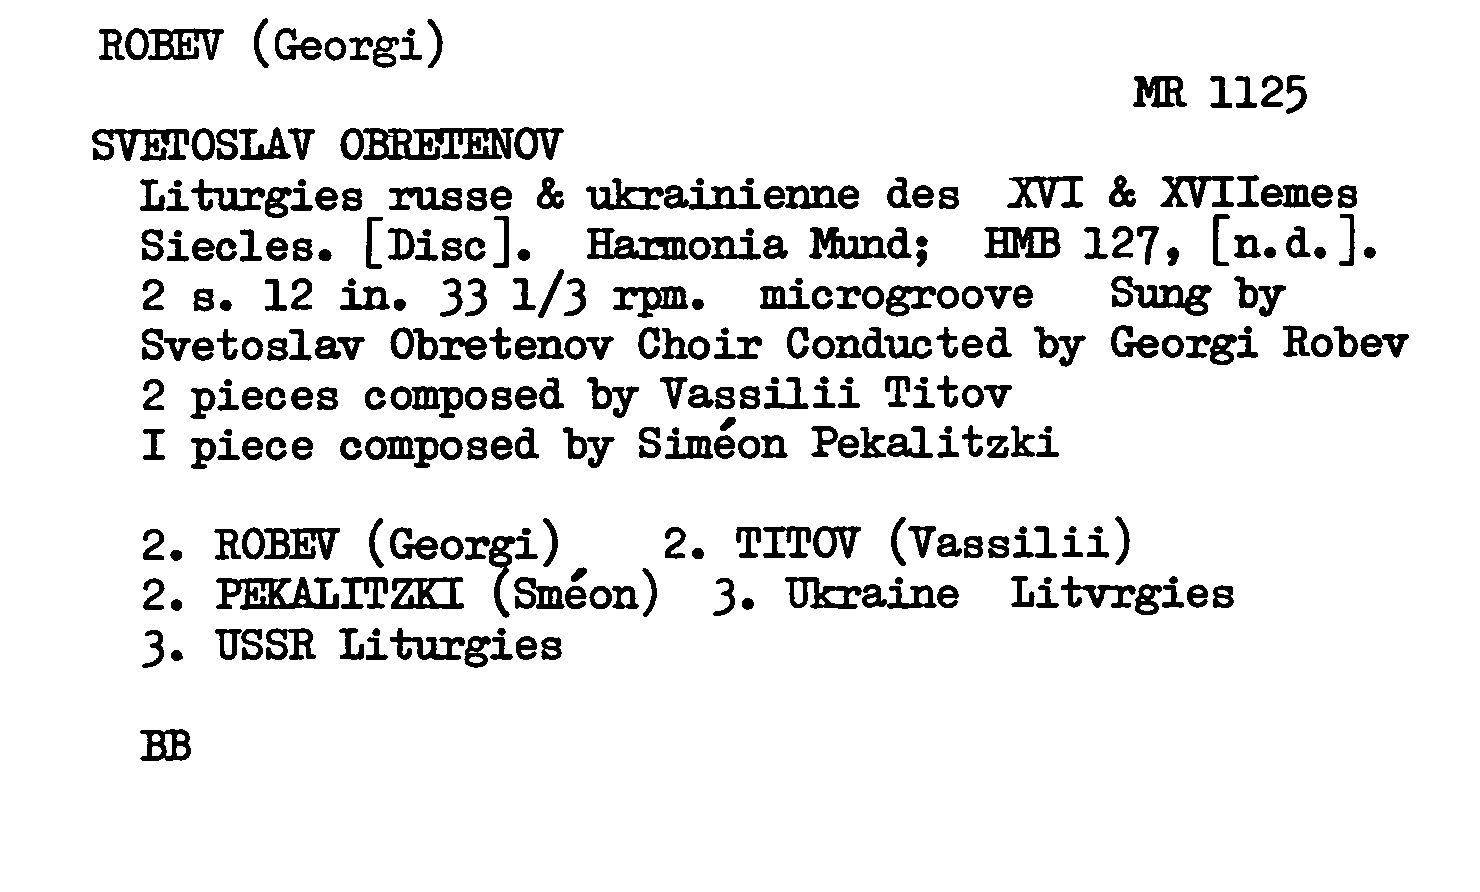 ROBEV (Georgi)
MR 1125
SVETOSLAV OBRETENOV
Liturgies russe & ukrainienne des XVI & XVIIemes
Siecles. [Disc]. Harmonia Mund; HMB 127, [n.d.].
2 s. 12 in. 33 1/3 rpm. microgroove Sung by
Svetoslav Obretenov Choir Conducted by Georgi Robev
2 pieces composed by Vassilii Titov
I piece composed by Siméon Pekalitzki
2. ROBEV (Georgi) 2. TITOV (Vassilii)
2. PEKALITZKI (Sméon) 3. Ukraine Litvrgies
3. USSR Liturgies
BB